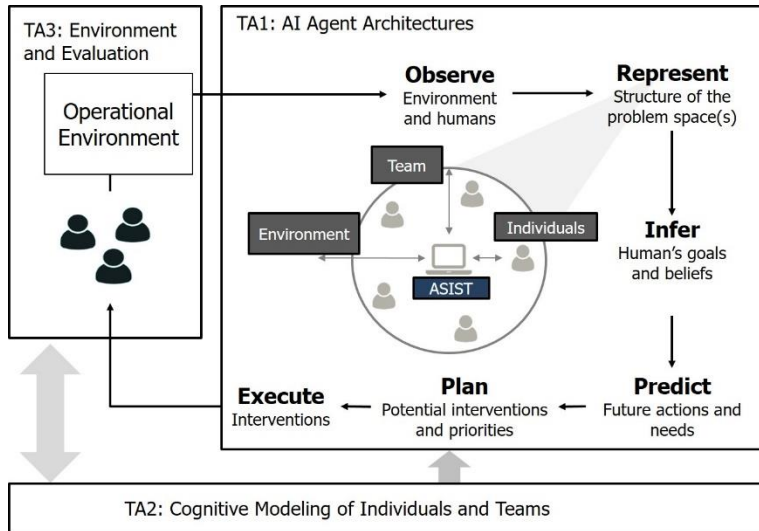 TA3: Environment
and Evaluation
Operational
Environment
TA1: AI Agent Architectures
Observe
Environment
and humans
Represent
Structure of the
problem space(s)
Team
Environment
Individuals
ASIST
Infer
Human's goals
and beliefs
Execute
Interventions
Plan
Potential interventions
and priorities
Predict
Future actions and
needs
TA2: Cognitive Modeling of Individuals and Teams